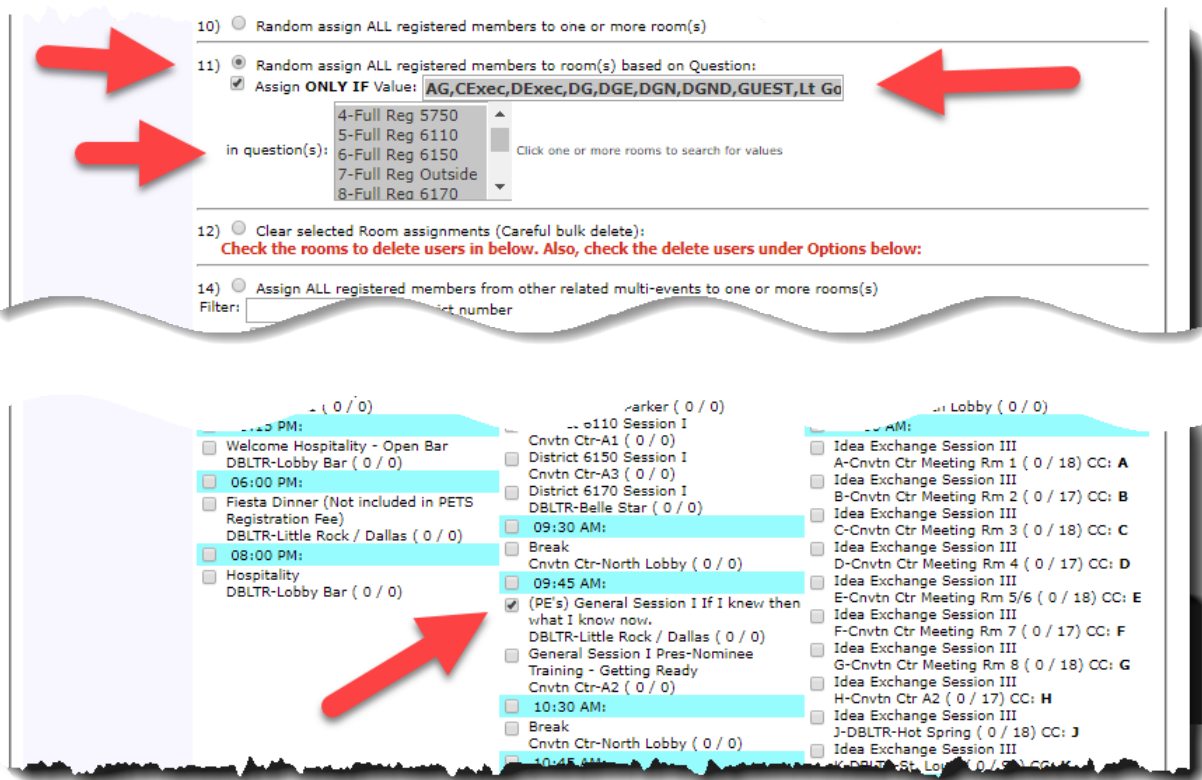 10) Random assign ALL registered members to one or more room(s)
11) Random assign ALL registered members to room(s) based on Question:
Assign ONLY IF Value: AG,CExec,DExec,DG,DGE,DGN,DGND,GUEST,Lt Go
in question(s):
4-Full Reg 5750
5-Full Reg 6110
6-Full Reg 6150
7-Full Reg Outside
8-Full Reg 6170
Click one or more rooms to search for values
12) Clear selected Room assignments (Careful bulk delete):
Check the rooms to delete users in below. Also, check the delete users under Options below:
14) Assign ALL registered members from other related multi-events to one or more rooms(s)
Filter: number
( 0 / 0)
PM:
Welcome Hospitality - Open Bar
DBLTR-Lobby Bar ( 0 / 0)
06:00 PM:
Fiesta Dinner (Not included in PETS
Registration Fee)
DBLTR-Little Rock / Dallas ( 0 / 0)
08:00 PM:
Hospitality
DBLTR-Lobby Bar ( 0 / 0)
( 0 / 0)
6110 Session I
Cnvtn Ctr-A1 ( 0 / 0)
District 6150 Session I
Cnvtn Ctr-A3 ( 0 / 0)
District 6170 Session I
DBLTR-Belle Star ( 0 / 0)
09:30 AM:
Break
Cnvtn Ctr-North Lobby ( 0 / 0)
09:45 AM:
(PE's) General Session I If I knew then
what I know now.
DBLTR-Little Rock / Dallas ( 0 / 0)
General Session I Pres-Nominee
Training - Getting Ready
Cnvtn Ctr-A2 ( 0 / 0)
10:30 AM:
Break
Cnvtn Ctr-North Lobby ( 0 / 0)
10:45 AM:
Lobby ( 0 / 0)
AM:
Idea Exchange Session III
A-Cnvtn Ctr Meeting Rm 1 ( 0 / 18) CC: A
Idea Exchange Session III
B-Cnvtn Ctr Meeting Rm 2 ( 0 / 17) CC: B
Idea Exchange Session III
C-Cnvtn Ctr Meeting Rm 3 ( 0 / 18) CC: C
Idea Exchange Session III
D-Cnvtn Ctr Meeting Rm 4 ( 0 / 17) CC: D
Idea Exchange Session III
E-Cnvtn Ctr Meeting Rm 5/6 ( 0 / 18) CC: E
Idea Exchange Session III
F-Cnvtn Ctr Meeting Rm 7 ( 0 / 17) CC: F
Idea Exchange Session III
G-Cnvtn Ctr Meeting Rm 8 ( 0 / 18) CC: G
Idea Exchange Session III
H-Cnvtn Ctr A2 ( 0 / 17) CC: H
Idea Exchange Session III
J-DBLTR-Hot Spring ( 0 / 18) CC: J
Idea Exchange Session III